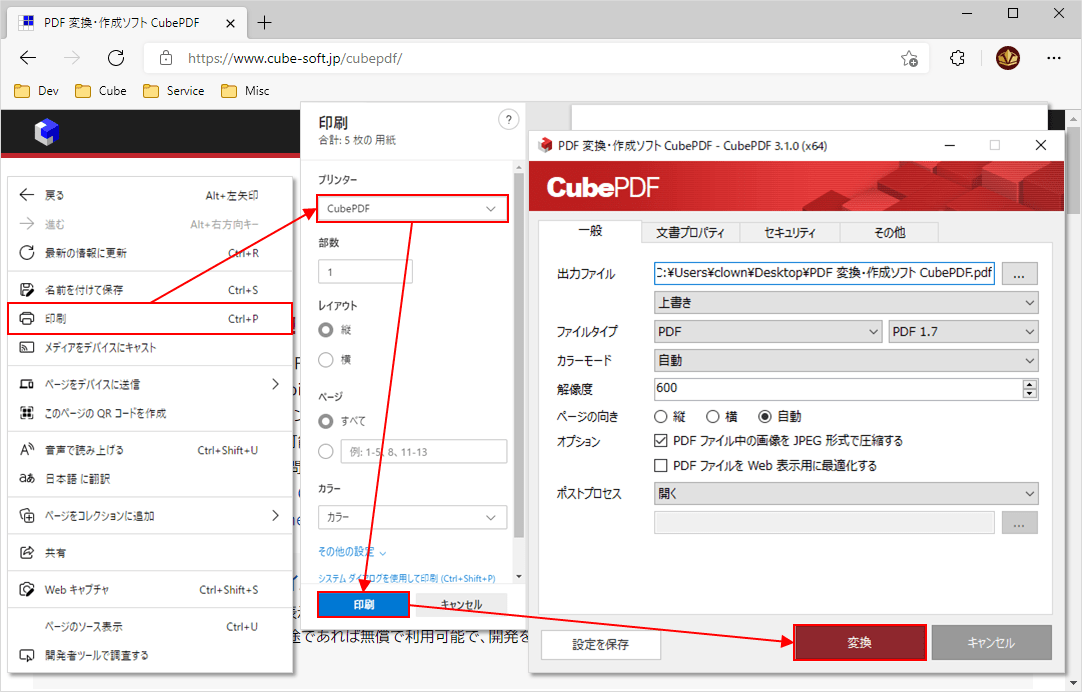 PDF 変換・作成ソフト CubePDF
https://www.cube-soft.jp/cubepdf/
Dev
Cube
Service
Misc
戻る Alt+左矢印
進む Alt+右方向キー
最新の情報に更新 Ctrl+R
名前を付けて保存 Ctrl+S
印刷 Ctrl+P
メディアをデバイスにキャスト
ページをデバイスに送信
このページの QR コードを作成
音声で読み上げる Ctrl+Shift+U
日本語 に翻訳
ページをコレクションに追加
共有
Web キャプチャ Ctrl+Shift+S
ページのソース表示 Ctrl+U
開発者ツールで調査する
印刷
?
合計: 5 枚の 用紙
プリンター
CubePDF
部数
1
レイアウト
縦
横
ページ
すべて
例: 1-5、8、11-13
カラー
カラー
その他の設定
システム ダイアログを使用して印刷 (Ctrl+Shift+P)
印刷
キャンセル
除であれば無償で利用可能で、開発を
PDF 変換・作成ソフト CubePDF - CubePDF 3.1.0 (x64)
CubePDF
一般
文書プロパティ
セキュリティ
その他
出力ファイル
C:¥Users¥clown¥Desktop¥PDF 変換・作成ソフト CubePDF.pdf
...
上書き
ファイルタイプ
PDF
PDF 1.7
カラーモード
自動
解像度
600
ページの向き
縦
横
自動
オプション
PDF ファイル中の画像を JPEG 形式で圧縮する
PDF ファイルを Web 表示用に最適化する
ポストプロセス
開く
...
設定を保存
変換
キャンセル